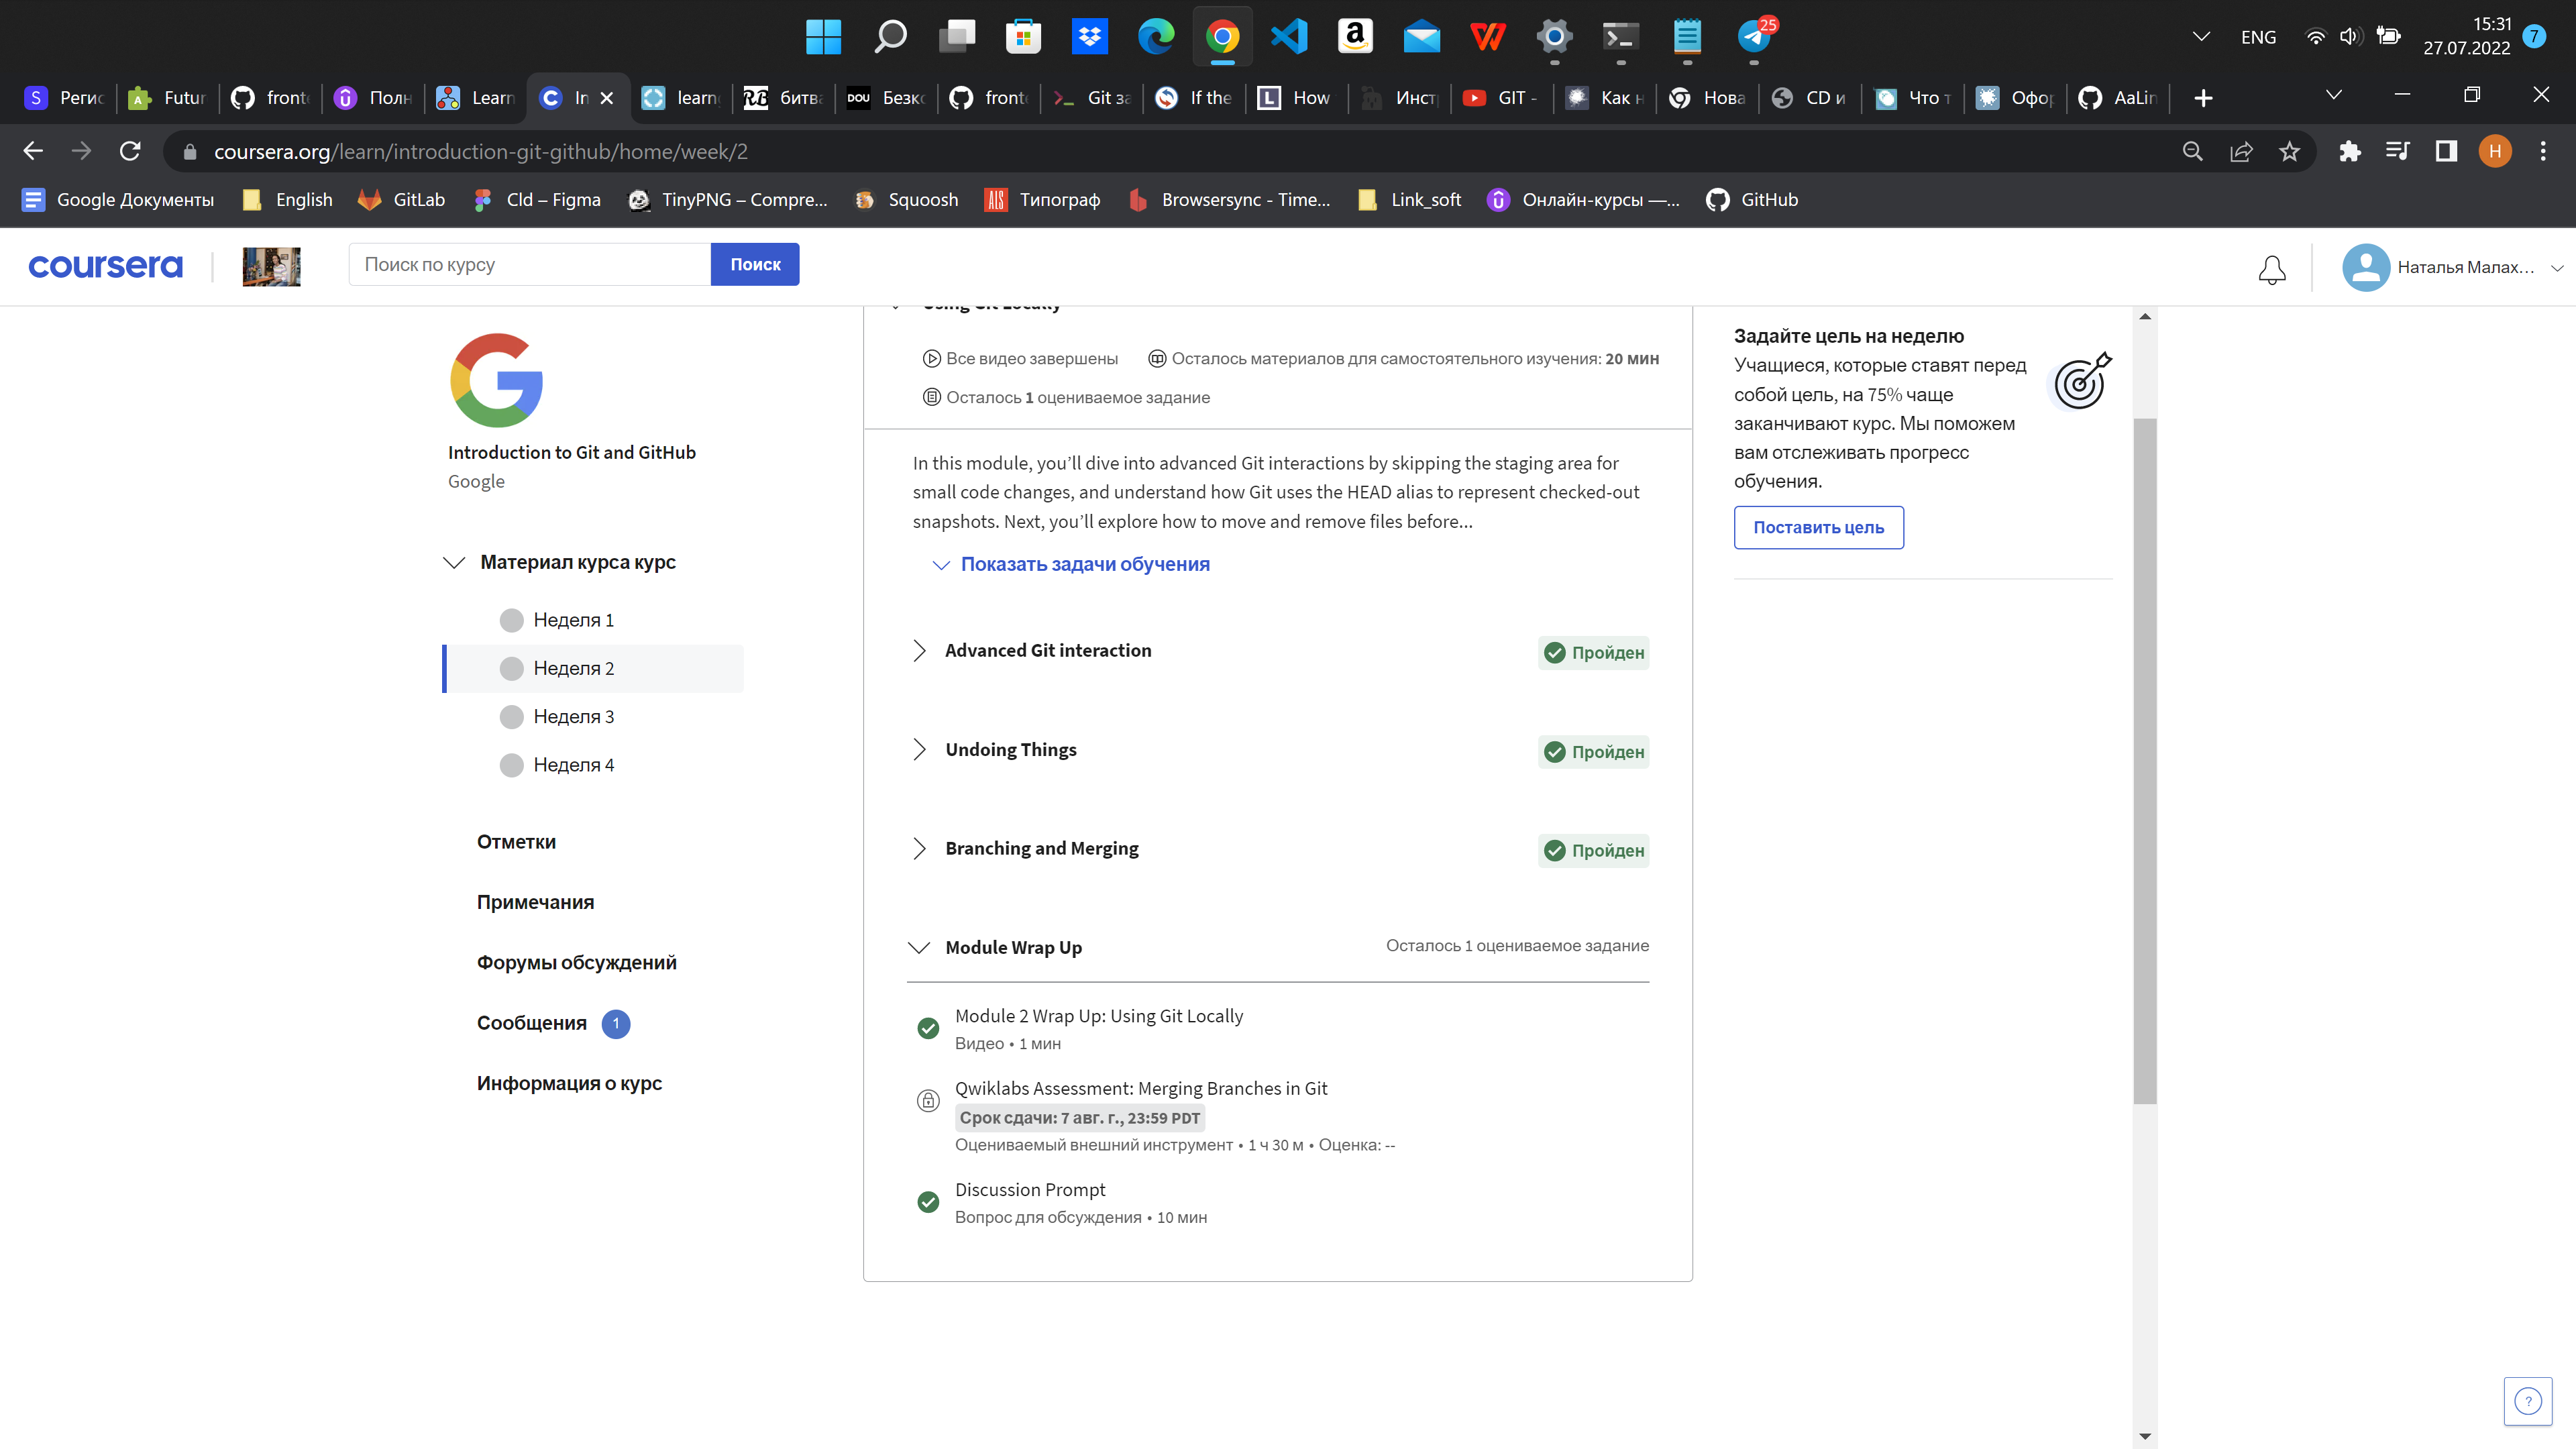 25
ENG
15:31
27.07.2022
7
S Регис
Futur
fronte
Полн
Learn
In
learng
битва
DOU Безко
fronte
Git за
If the
L How
Инст
GIT -
Как н
Нова
CD и
Что т
Офор
AaLin
coursera.org/learn/introduction-git-github/home/week/2
H
Google Документы
English
GitLab
Cld – Figma
TinyPNG – Compre...
Squoosh
Типограф
Browsersync - Time...
Link_soft
Онлайн-курсы —...
GitHub
coursera
Поиск по курсу
Поиск
Наталья Малах...
Introduction to Git and GitHub
Google
Материал курса курс
Неделя 1
Неделя 2
Неделя 3
Неделя 4
Отметки
Примечания
Форумы обсуждений
Сообщения 1
Информация о курс
Using Git Locally
Все видео завершены
Осталось материалов для самостоятельного изучения: 20 мин
Осталось 1 оцениваемое задание
In this module, you’ll dive into advanced Git interactions by skipping the staging area for
small code changes, and understand how Git uses the HEAD alias to represent checked-out
snapshots. Next, you’ll explore how to move and remove files before...
Показать задачи обучения
Advanced Git interaction
Пройден
Undoing Things
Пройден
Branching and Merging
Пройден
Module Wrap Up
Осталось 1 оцениваемое задание
Module 2 Wrap Up: Using Git Locally
Видео • 1 мин
Qwiklabs Assessment: Merging Branches in Git
Срок сдачи: 7 авг. г., 23:59 PDT
Оцениваемый внешний инструмент • 1 ч 30 м • Оценка: --
Discussion Prompt
Вопрос для обсуждения • 10 мин
Задайте цель на неделю
Учащиеся, которые ставят перед
собой цель, на 75% чаще
заканчивают курс. Мы поможем
вам отслеживать прогресс
обучения.
Поставить цель